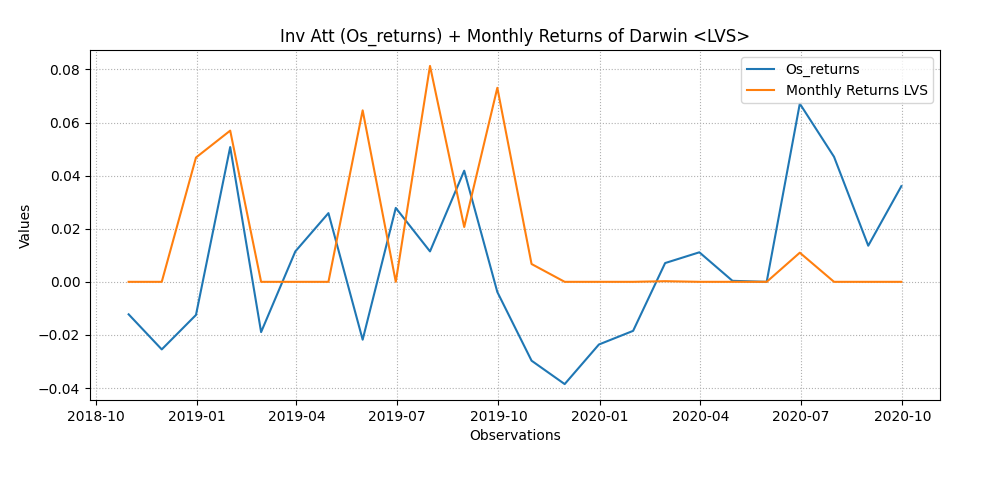 Inv Att (Os_returns) + Monthly Returns of Darwin <LVS>
Os_returns
Monthly Returns LVS
0.08
0.06
0.04
0.02
0.00
−0.02
−0.04
Values
2018-10 2019-01 2019-04 2019-07 2019-10 2020-01 2020-04 2020-07 2020-10
Observations